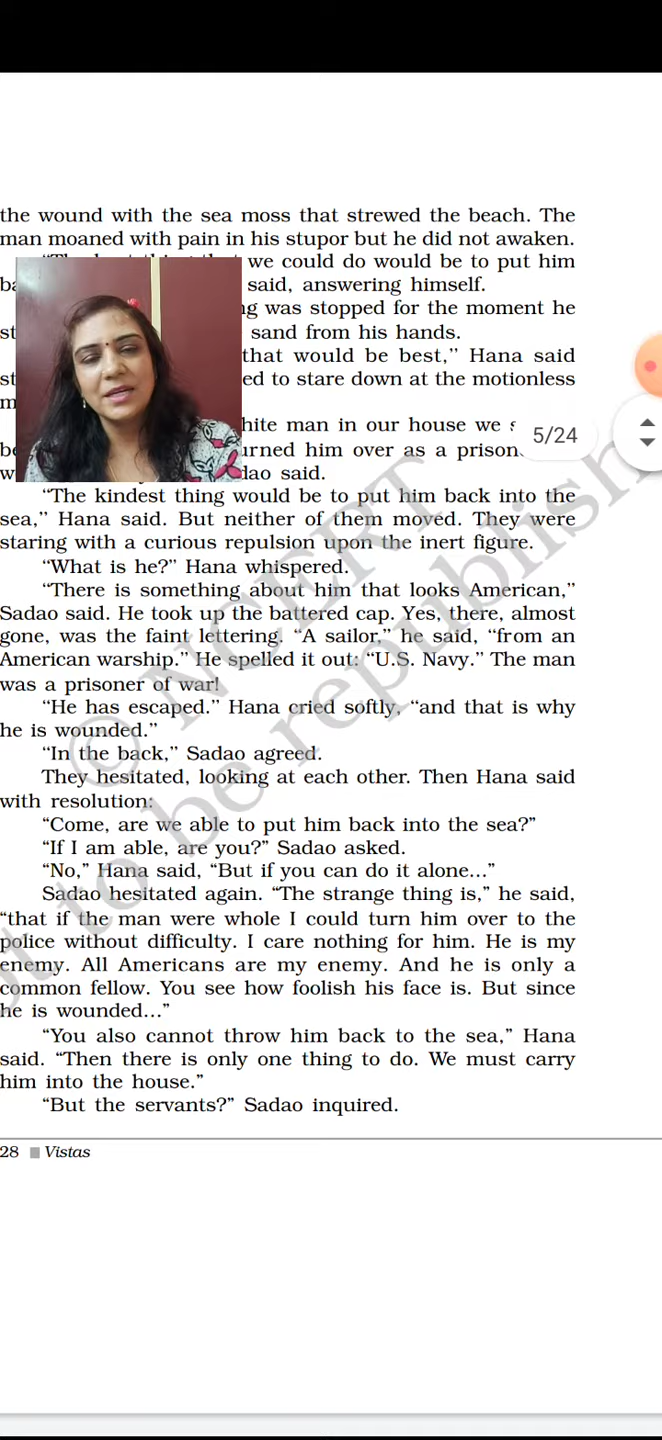 the wound with the sea moss that strewed the beach. The
man moaned with pain in his stupor but he did not awaken.
we could do would be to put him
said, answering himself.
was stopped for the moment he
sand from his hands.
that would be best," Hana said
to stare down at the motionless
man in our house we
5/24
him over as a
said.
"The kindest thing would be to put him back into the
sea," Hana said. But neither of them moved. They were
staring with a curious repulsion upon the inert figure.
"What is he?" Hana whispered.
"There is something about him that looks American,"
Sadao said. He took up the battered cap. Yes, there, almost
gone, was the faint lettering. "A sailor," he said, "from an
American warship." He spelled it out: "U.S. Navy." The man
was a prisoner of war!
"He has escaped." Hana cried softly, "and that is why
he is wounded."
"In the back," Sadao agreed.
They hesitated, looking at each other. Then Hana said
with resolution:
"Come, are we able to put him back into the sea?"
"If I am able, are you?" Sadao asked.
"No," Hana said, "But if you can do it alone..."
Sadao hesitated again. "The strange thing is," he said,
"that if the man were whole I could turn him over to the
police without difficulty. I care nothing for him. He is my
enemy. All Americans are my enemy. And he is only a
common fellow. You see how foolish his face is. But since
he is wounded..."
"You also cannot throw him back to the sea," Hana
said. "Then there is only one thing to do. We must carry
him into the house."
"But the servants?" Sadao inquired.
28 ■ Vistas
© NCERT
not to be republished